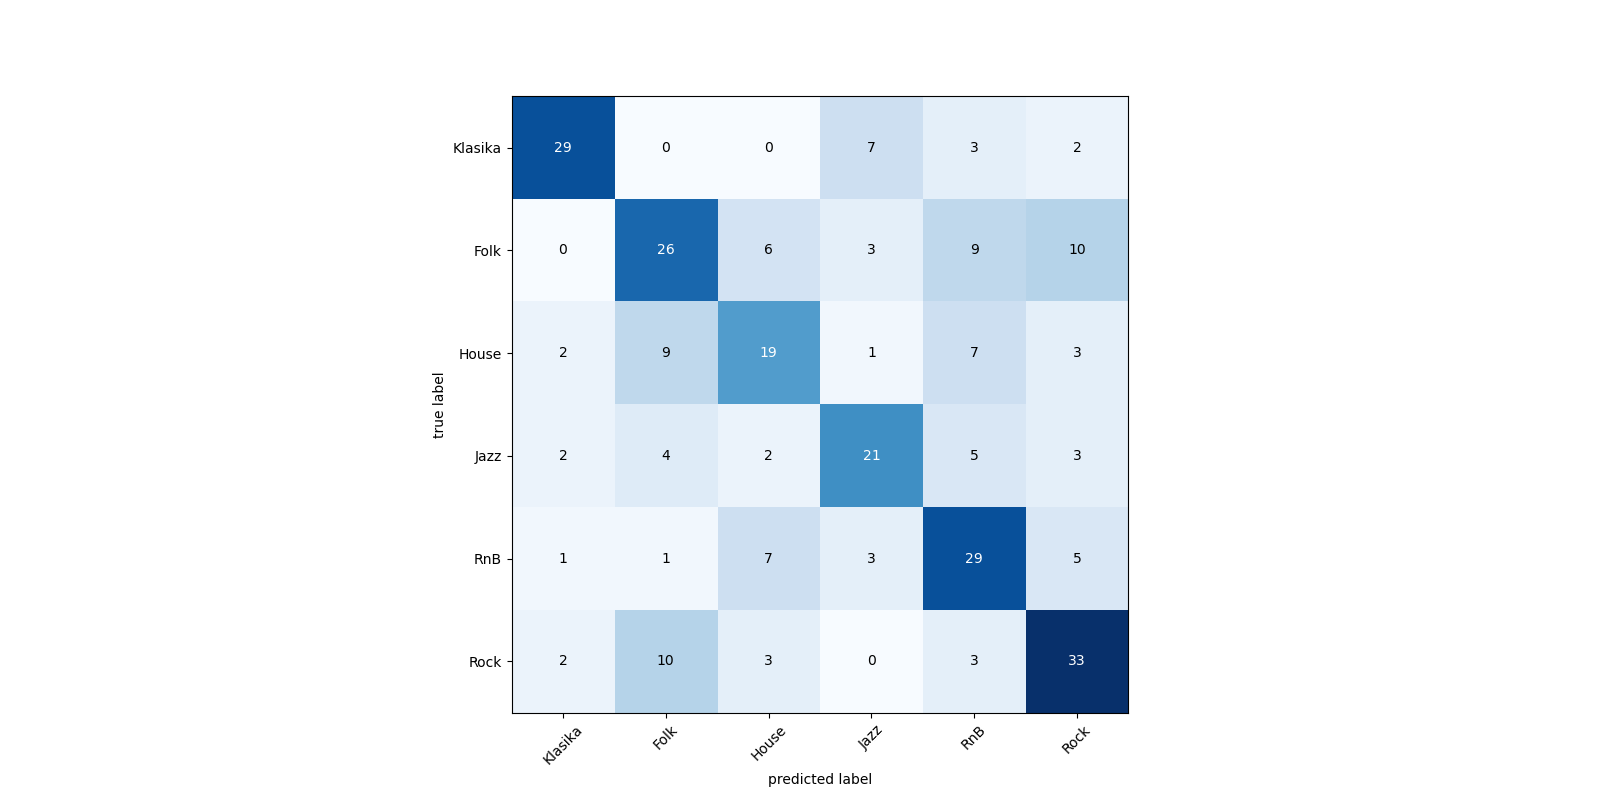 Klasika 29 0 0 7 3 2
Folk 0 26 6 3 9 10
House 2 9 19 1 7 3
true label
Jazz 2 4 2 21 5 3
RnB 1 1 7 3 29 5
Rock 2 10 3 0 3 33
Klasika Folk House Jazz RnB Rock
predicted label